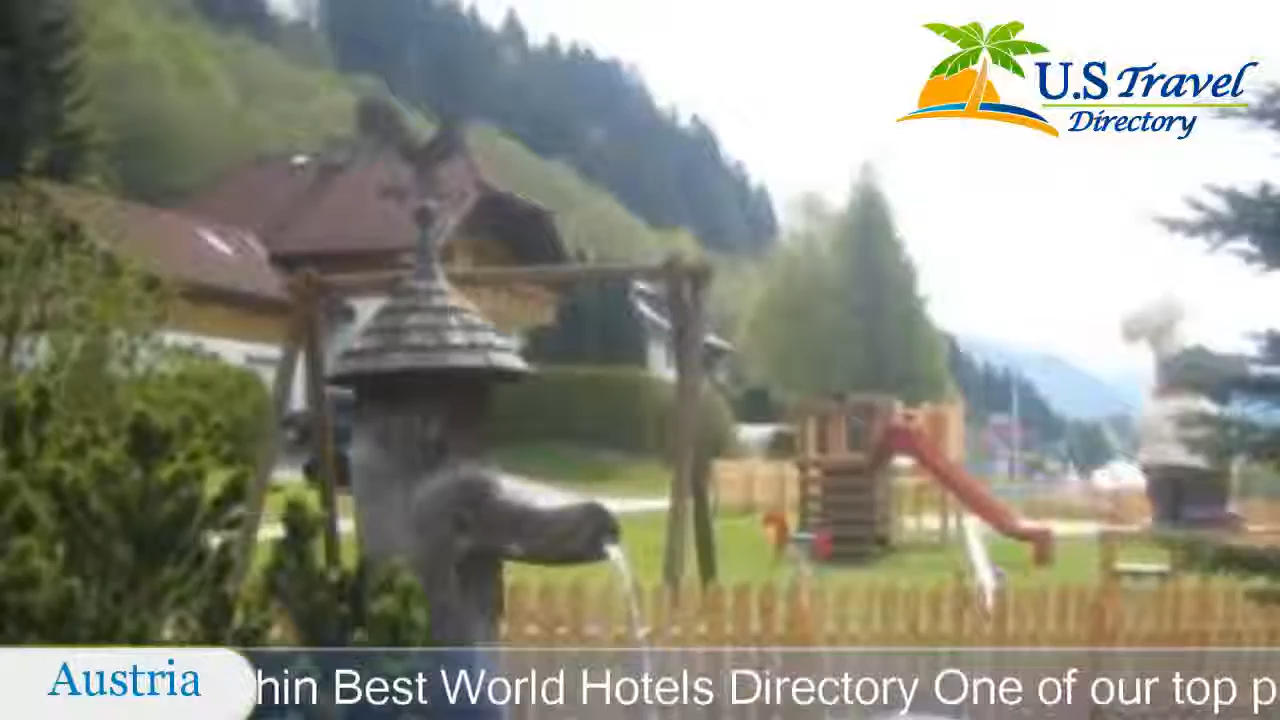 U.S Travel
Directory
Austria
hin Best World Hotels Directory One of our top p